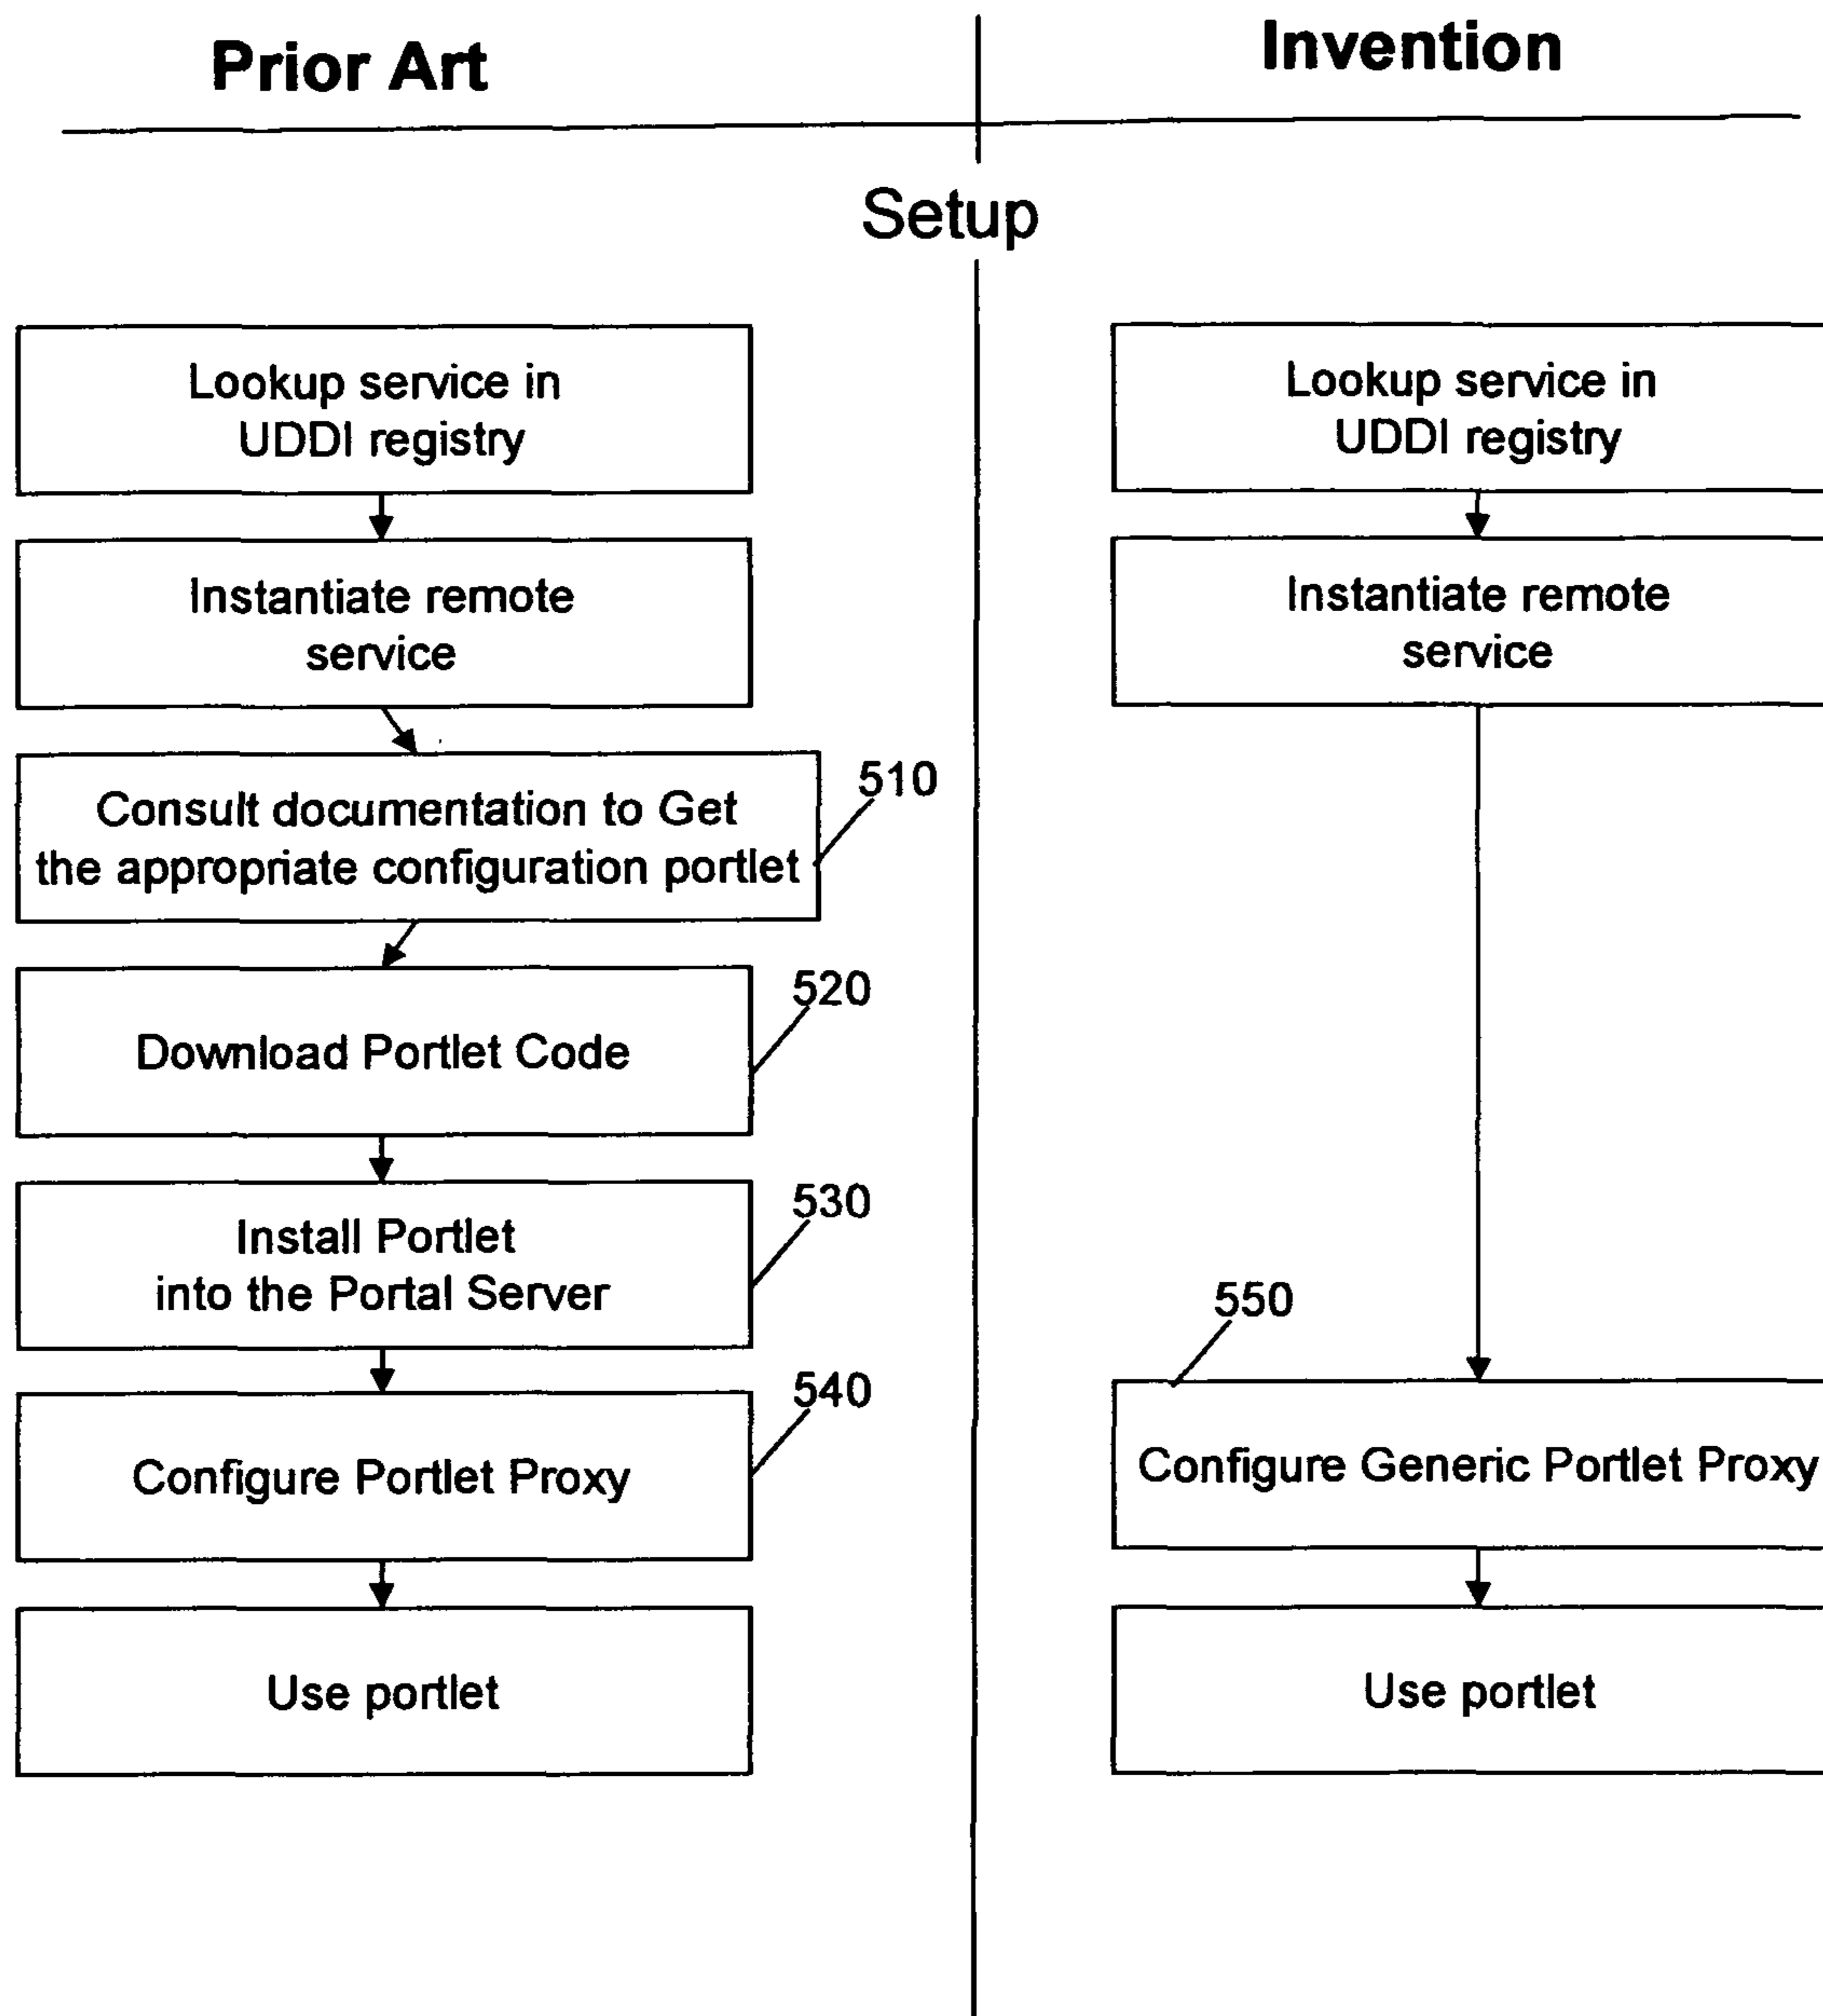 Prior Art
Invention
Setup
Lookup service in
UDDI registry
Instantiate remote
service
Consult documentation to Get
the appropriate configuration portlet
510
Download Portlet Code
520
Install Portlet
into the Portal Server
530
Configure Portlet Proxy
540
Use portlet
Lookup service in
UDDI registry
Instantiate remote
service
550
Configure Generic Portlet Proxy
Use portlet